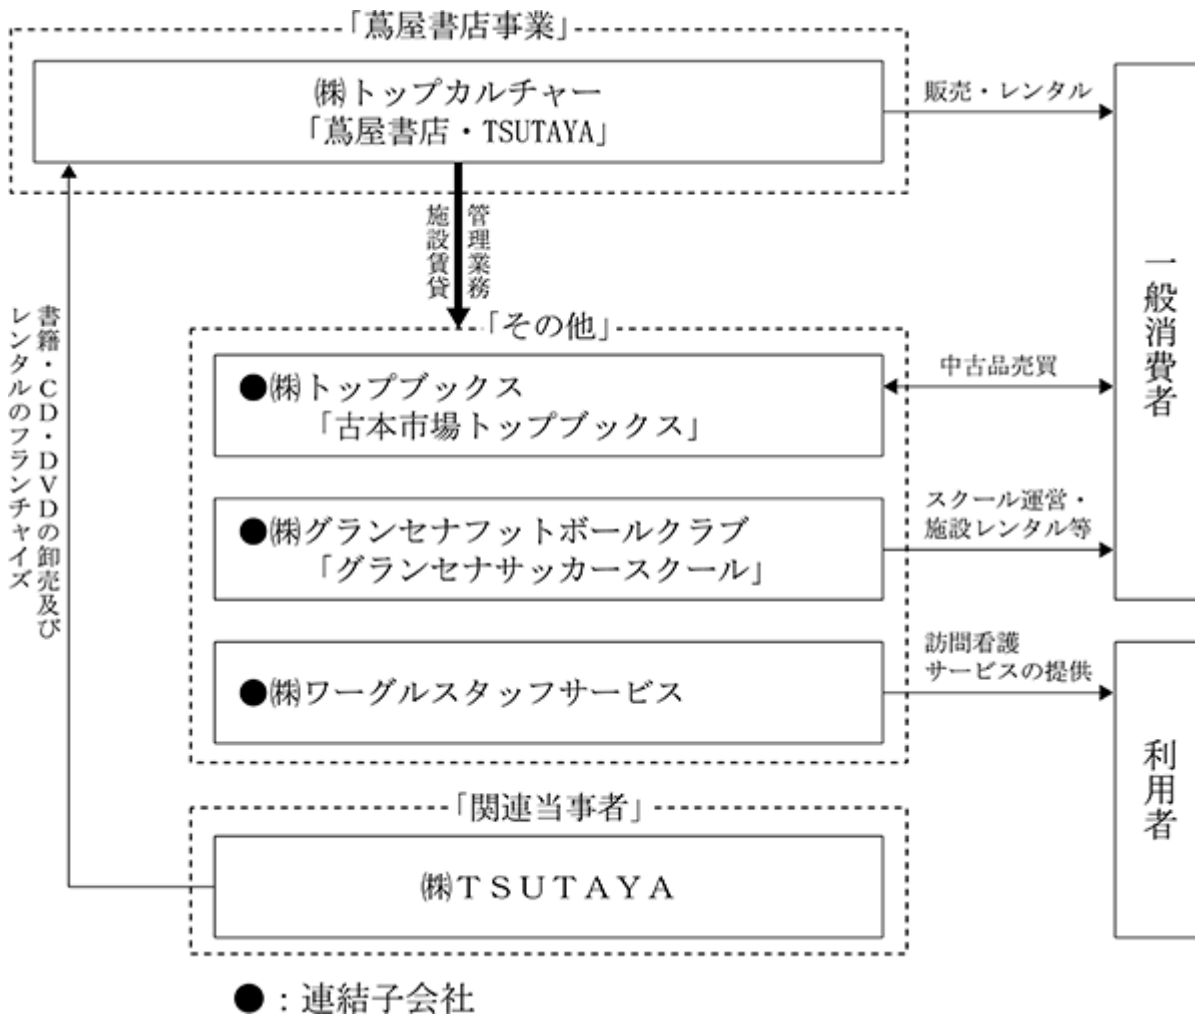 「蔦屋書店事業」
㈱トップカルチャー
「蔦屋書店・TSUTAYA」
販売・レンタル
一般消費者
管理業務
施設賃貸
書籍・CD・DVDの卸売及び
レンタルのフランチャイズ
「その他」
●㈱トップブックス
「古本市場トップブックス」
中古品売買
●㈱グランセナフットボールクラブ
「グランセナサッカースクール」
スクール運営・
施設レンタル等
●㈱ワーグルスタッフサービス
訪問看護
サービスの提供
利用者
「関連当事者」
㈱ＴＳＵＴＡＹＡ
●：連結子会社